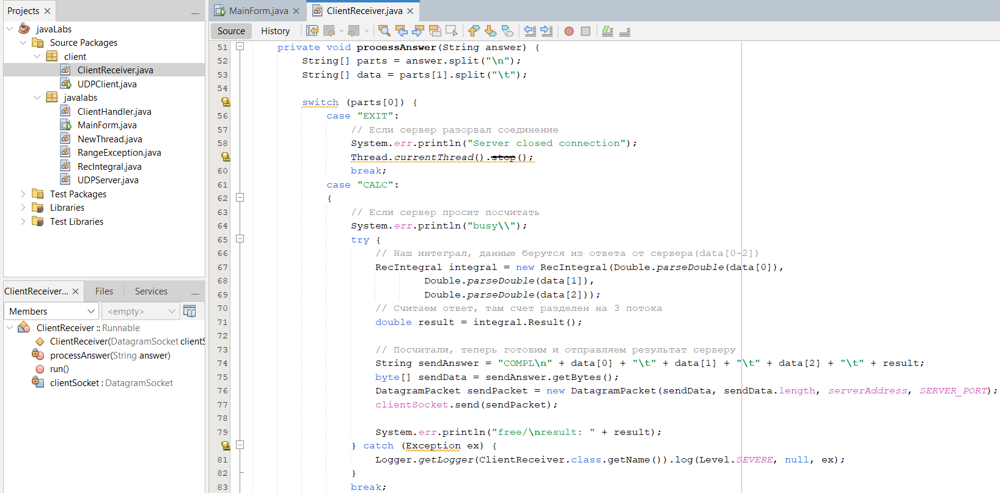 Projects
javaLabs
Source Packages
client
ClientReceiver.java
UDPClient.java
javalabs
ClientHandler.java
MainForm.java
NewThread.java
RangeException.java
RecIntegral.java
UDPServer.java
Test Packages
Libraries
Test Libraries
ClientReceiver... Files Services
Members <empty>
ClientReceiver :: Runnable
ClientReceiver(DatagramSocket clientS
processAnswer(String answer)
run()
clientSocket : DatagramSocket
MainForm.java ClientReceiver.java
Source History
51 private void processAnswer(String answer) {
52 String[] parts = answer.split("\n");
53 String[] data = parts[1].split("\t");
54
switch (parts[0]) {
56 case "EXIT":
57 // Если сервер разорвал соединение
58 System.err.println("Server closed connection");
Thread.currentThread().stop();
60 break;
61 case "CALC":
62 {
63 // Если сервер просит посчитать
64 System.err.println("busy\\");
65 try {
66 // Наш интеграл, данные берутся из ответа от сервера(data[0-2])
67 RecIntegral integral = new RecIntegral(Double.parseDouble(data[0]),
68 Double.parseDouble(data[1]),
69 Double.parseDouble(data[2]));
70 // Считаем ответ, там счет разделен на 3 потока
71 double result = integral.Result();
72
73 // Посчитали, теперь готовим и отправляем результат серверу
74 String sendAnswer = "COMPL\n" + data[0] + "\t" + data[1] + "\t" + data[2] + "\t" + result;
75 byte[] sendData = sendAnswer.getBytes();
76 DatagramPacket sendPacket = new DatagramPacket(sendData, sendData.length, serverAddress, SERVER_PORT);
77 clientSocket.send(sendPacket);
78
79 System.err.println("free/\nresult: " + result);
} catch (Exception ex) {
81 Logger.getLogger(ClientReceiver.class.getName()).log(Level.SEVERE, null, ex);
82 }
83 break;